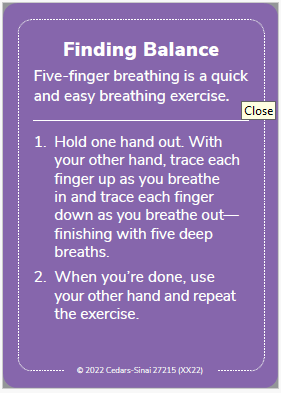 Finding Balance
Five-finger breathing is a quick
and easy breathing exercise.
Close
1. Hold one hand out. With
your other hand, trace each
finger up as you breathe
in and trace each finger
down as you breathe out—
finishing with five deep
breaths.
2. When you’re done, use
your other hand and repeat
the exercise.
© 2022 Cedars-Sinai 27215 (XX22)